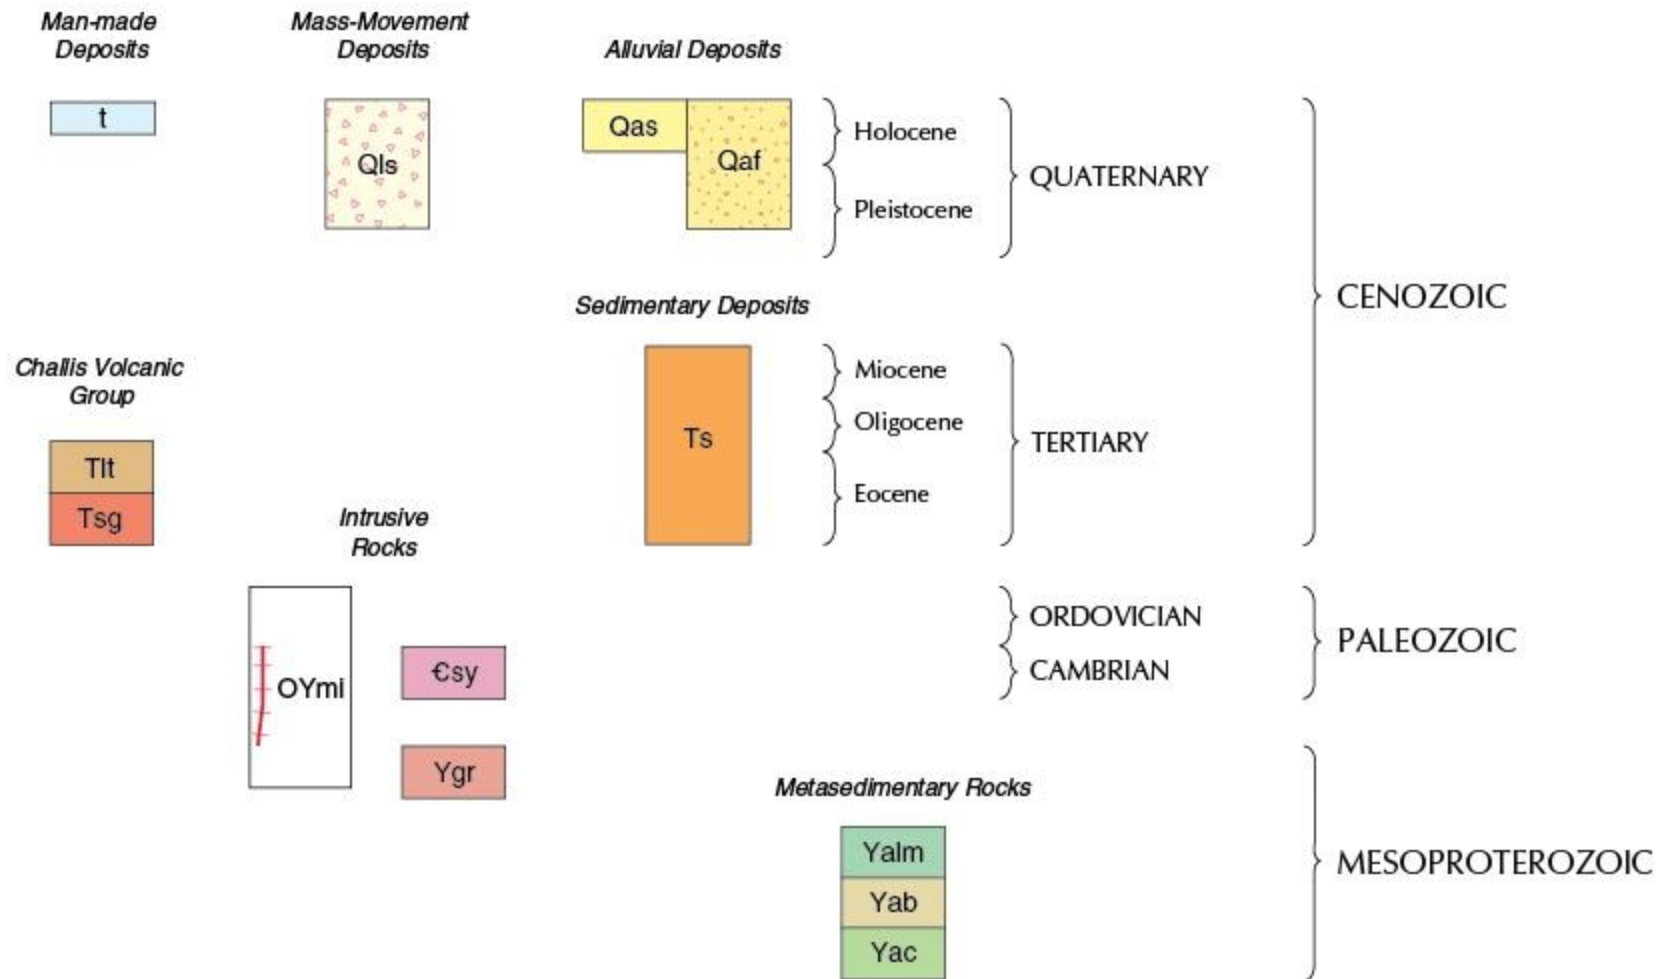 Man-made
Deposits
Mass-Movement
Deposits
Alluvial Deposits
t
Qls
Qas
Qaf
Holocene
Pleistocene
QUATERNARY
CENOZOIC
Sedimentary Deposits
Challis Volcanic
Group
Ts
Miocene
Oligocene
Eocene
TERTIARY
Tlt
Tsg
Intrusive
Rocks
OYmi
Ꞓsy
Ygr
ORDOVICIAN
CAMBRIAN
PALEOZOIC
Metasedimentary Rocks
Yalm
Yab
Yac
MESOPROTEROZOIC